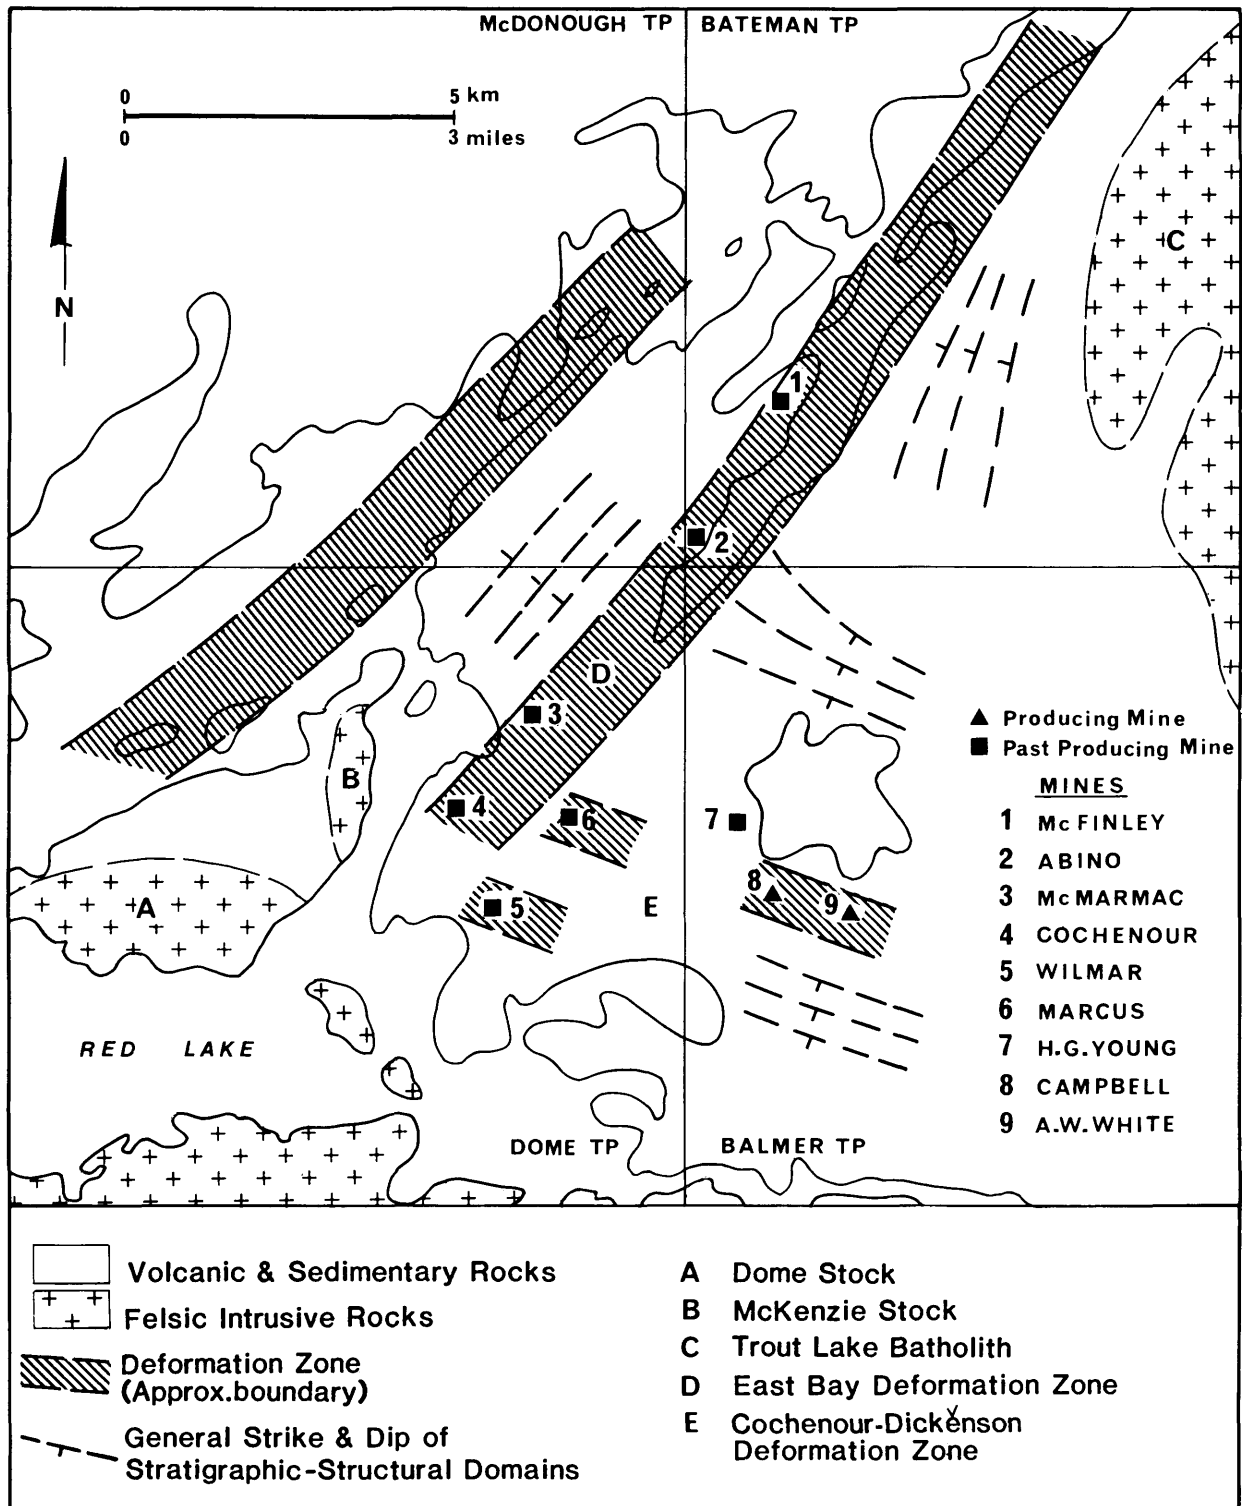 McDONOUGH TP BATEMAN TP
0 5 km
0 3 miles
N
C
1
2
D
3
B
4
6
7
8
9
A
5
E
▲ Producing Mine
■ Past Producing Mine
MINES
1 McFINLEY
2 ABINO
3 McMARMAC
4 COCHENOUR
5 WILMAR
6 MARCUS
7 H.G.YOUNG
8 CAMPBELL
9 A.W.WHITE
RED LAKE
DOME TP BALMER TP
Volcanic & Sedimentary Rocks
Felsic Intrusive Rocks
Deformation Zone
(Approx.boundary)
General Strike & Dip of
Stratigraphic-Structural Domains
A Dome Stock
B McKenzie Stock
C Trout Lake Batholith
D East Bay Deformation Zone
E Cochenour-Dickenson
Deformation Zone